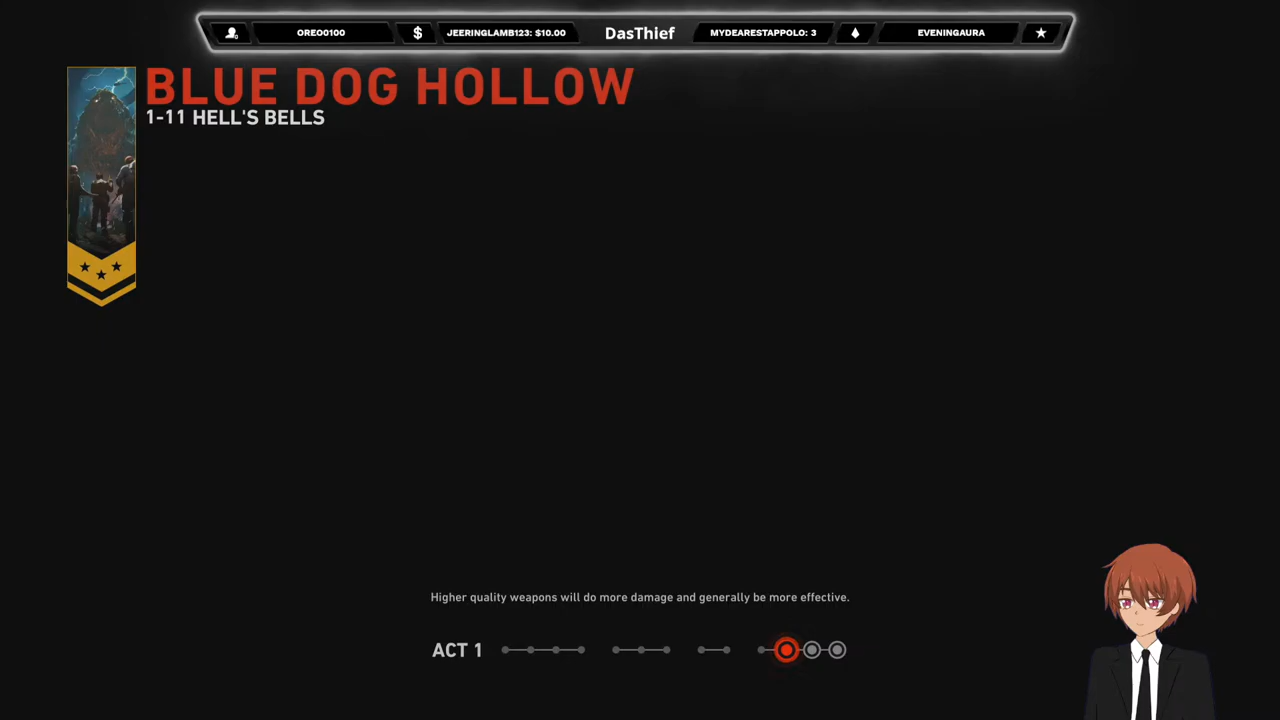 OREO0100
$
JEERINGLAMB123: $10.00
DasThief
MYDEARESTAPPOLO: 3
EVENINGAURA
BLUE DOG HOLLOW
1-11 HELL'S BELLS
Higher quality weapons will do more damage and generally be more effective.
ACT 1